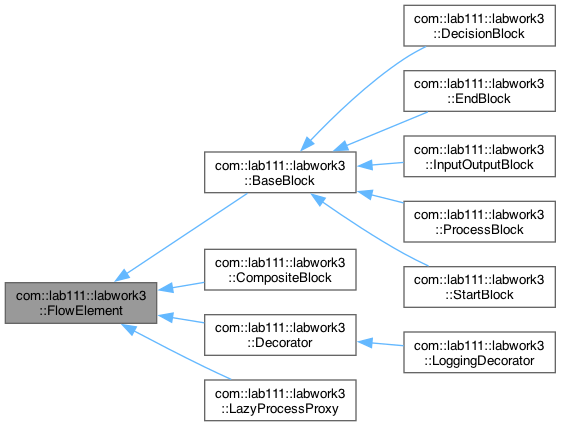 com::lab111::labwork3
::DecisionBlock
com::lab111::labwork3
::EndBlock
com::lab111::labwork3
::InputOutputBlock
com::lab111::labwork3
::BaseBlock
com::lab111::labwork3
::ProcessBlock
com::lab111::labwork3
::CompositeBlock
com::lab111::labwork3
::StartBlock
com::lab111::labwork3
::FlowElement
com::lab111::labwork3
::Decorator
com::lab111::labwork3
::LoggingDecorator
com::lab111::labwork3
::LazyProcessProxy